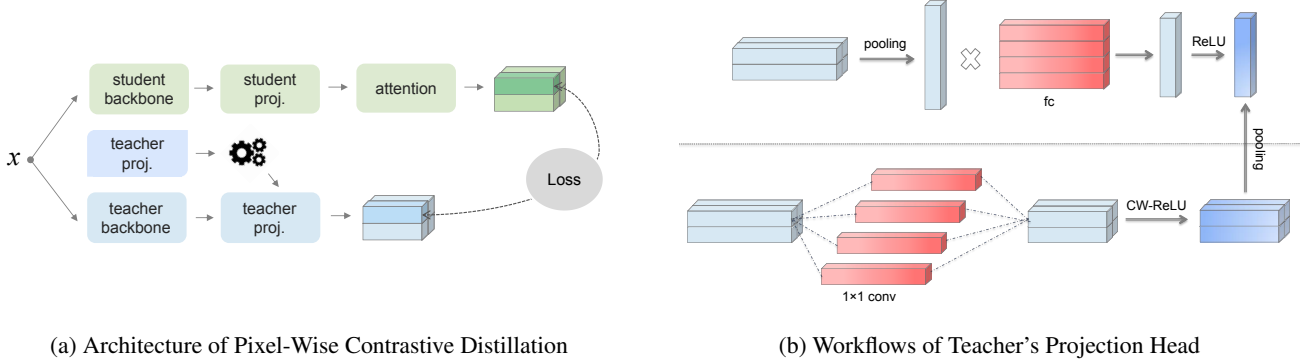 student
backbone
student
proj.
attention
x
teacher
proj.
Loss
teacher
backbone
teacher
proj.
(a) Architecture of Pixel-Wise Contrastive Distillation
pooling
fc
ReLU
pooling
CW-ReLU
1×1 conv
(b) Workflows of Teacher's Projection Head